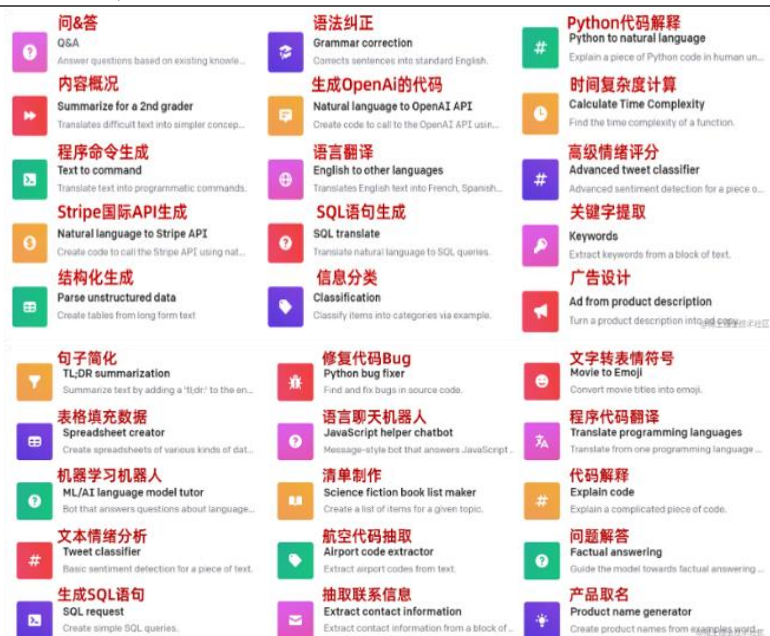 问&答
Q&A
Answer questions based on existing knowle...
语法纠正
Grammar correction
Corrects sentences into standard English.
Python代码解释
Python to natural language
Explain a piece of Python code in human un...
内容概况
Summarize for a 2nd grader
Translates difficult text into simpler concep...
生成OpenAi的代码
Natural language to OpenAI API
Create code to call to the OpenAI API usin...
时间复杂度计算
Calculate Time Complexity
Find the time complexity of a function.
程序命令生成
Text to command
Translate text into programmatic commands.
语言翻译
English to other languages
Translates English text into French, Spanish...
高级情绪评分
Advanced tweet classifier
Advanced sentiment detection for a piece o...
Stripe国际API生成
Natural language to Stripe API
Create code to call the Stripe API using nat...
SQL语句生成
SQL translate
Translate natural language to SQL queries.
关键字提取
Keywords
Extract keywords from a block of text.
结构化生成
Parse unstructured data
Create tables from long form text
信息分类
Classification
Classify items into categories via example.
广告设计
Ad from product description
Turn a product description into ad copy.
句子简化
TL;DR summarization
Summarize text by adding a 'tl;dr:' to the en...
修复代码Bug
Python bug fixer
Find and fix bugs in source code.
文字转表情符号
Movie to Emoji
Convert movie titles into emoji.
表格填充数据
Spreadsheet creator
Create spreadsheets of various kinds of dat...
语言聊天机器人
JavaScript helper chatbot
Message-style bot that answers JavaScript ...
程序代码翻译
Translate programming languages
Translate from one programming language ...
机器学习机器人
ML/AI language model tutor
Bot that answers questions about language...
清单制作
Science fiction book list maker
Create a list of items for a given topic.
代码解释
Explain code
Explain a complicated piece of code.
文本情绪分析
Tweet classifier
Basic sentiment detection for a piece of text.
航空代码抽取
Airport code extractor
Extract airport codes from text.
问题解答
Factual answering
Guide the model towards factual answering ...
生成SQL语句
SQL request
Create simple SQL queries.
抽取联系信息
Extract contact information
Extract contact information from a block of ...
产品取名
Product name generator
Create product names from examples word...